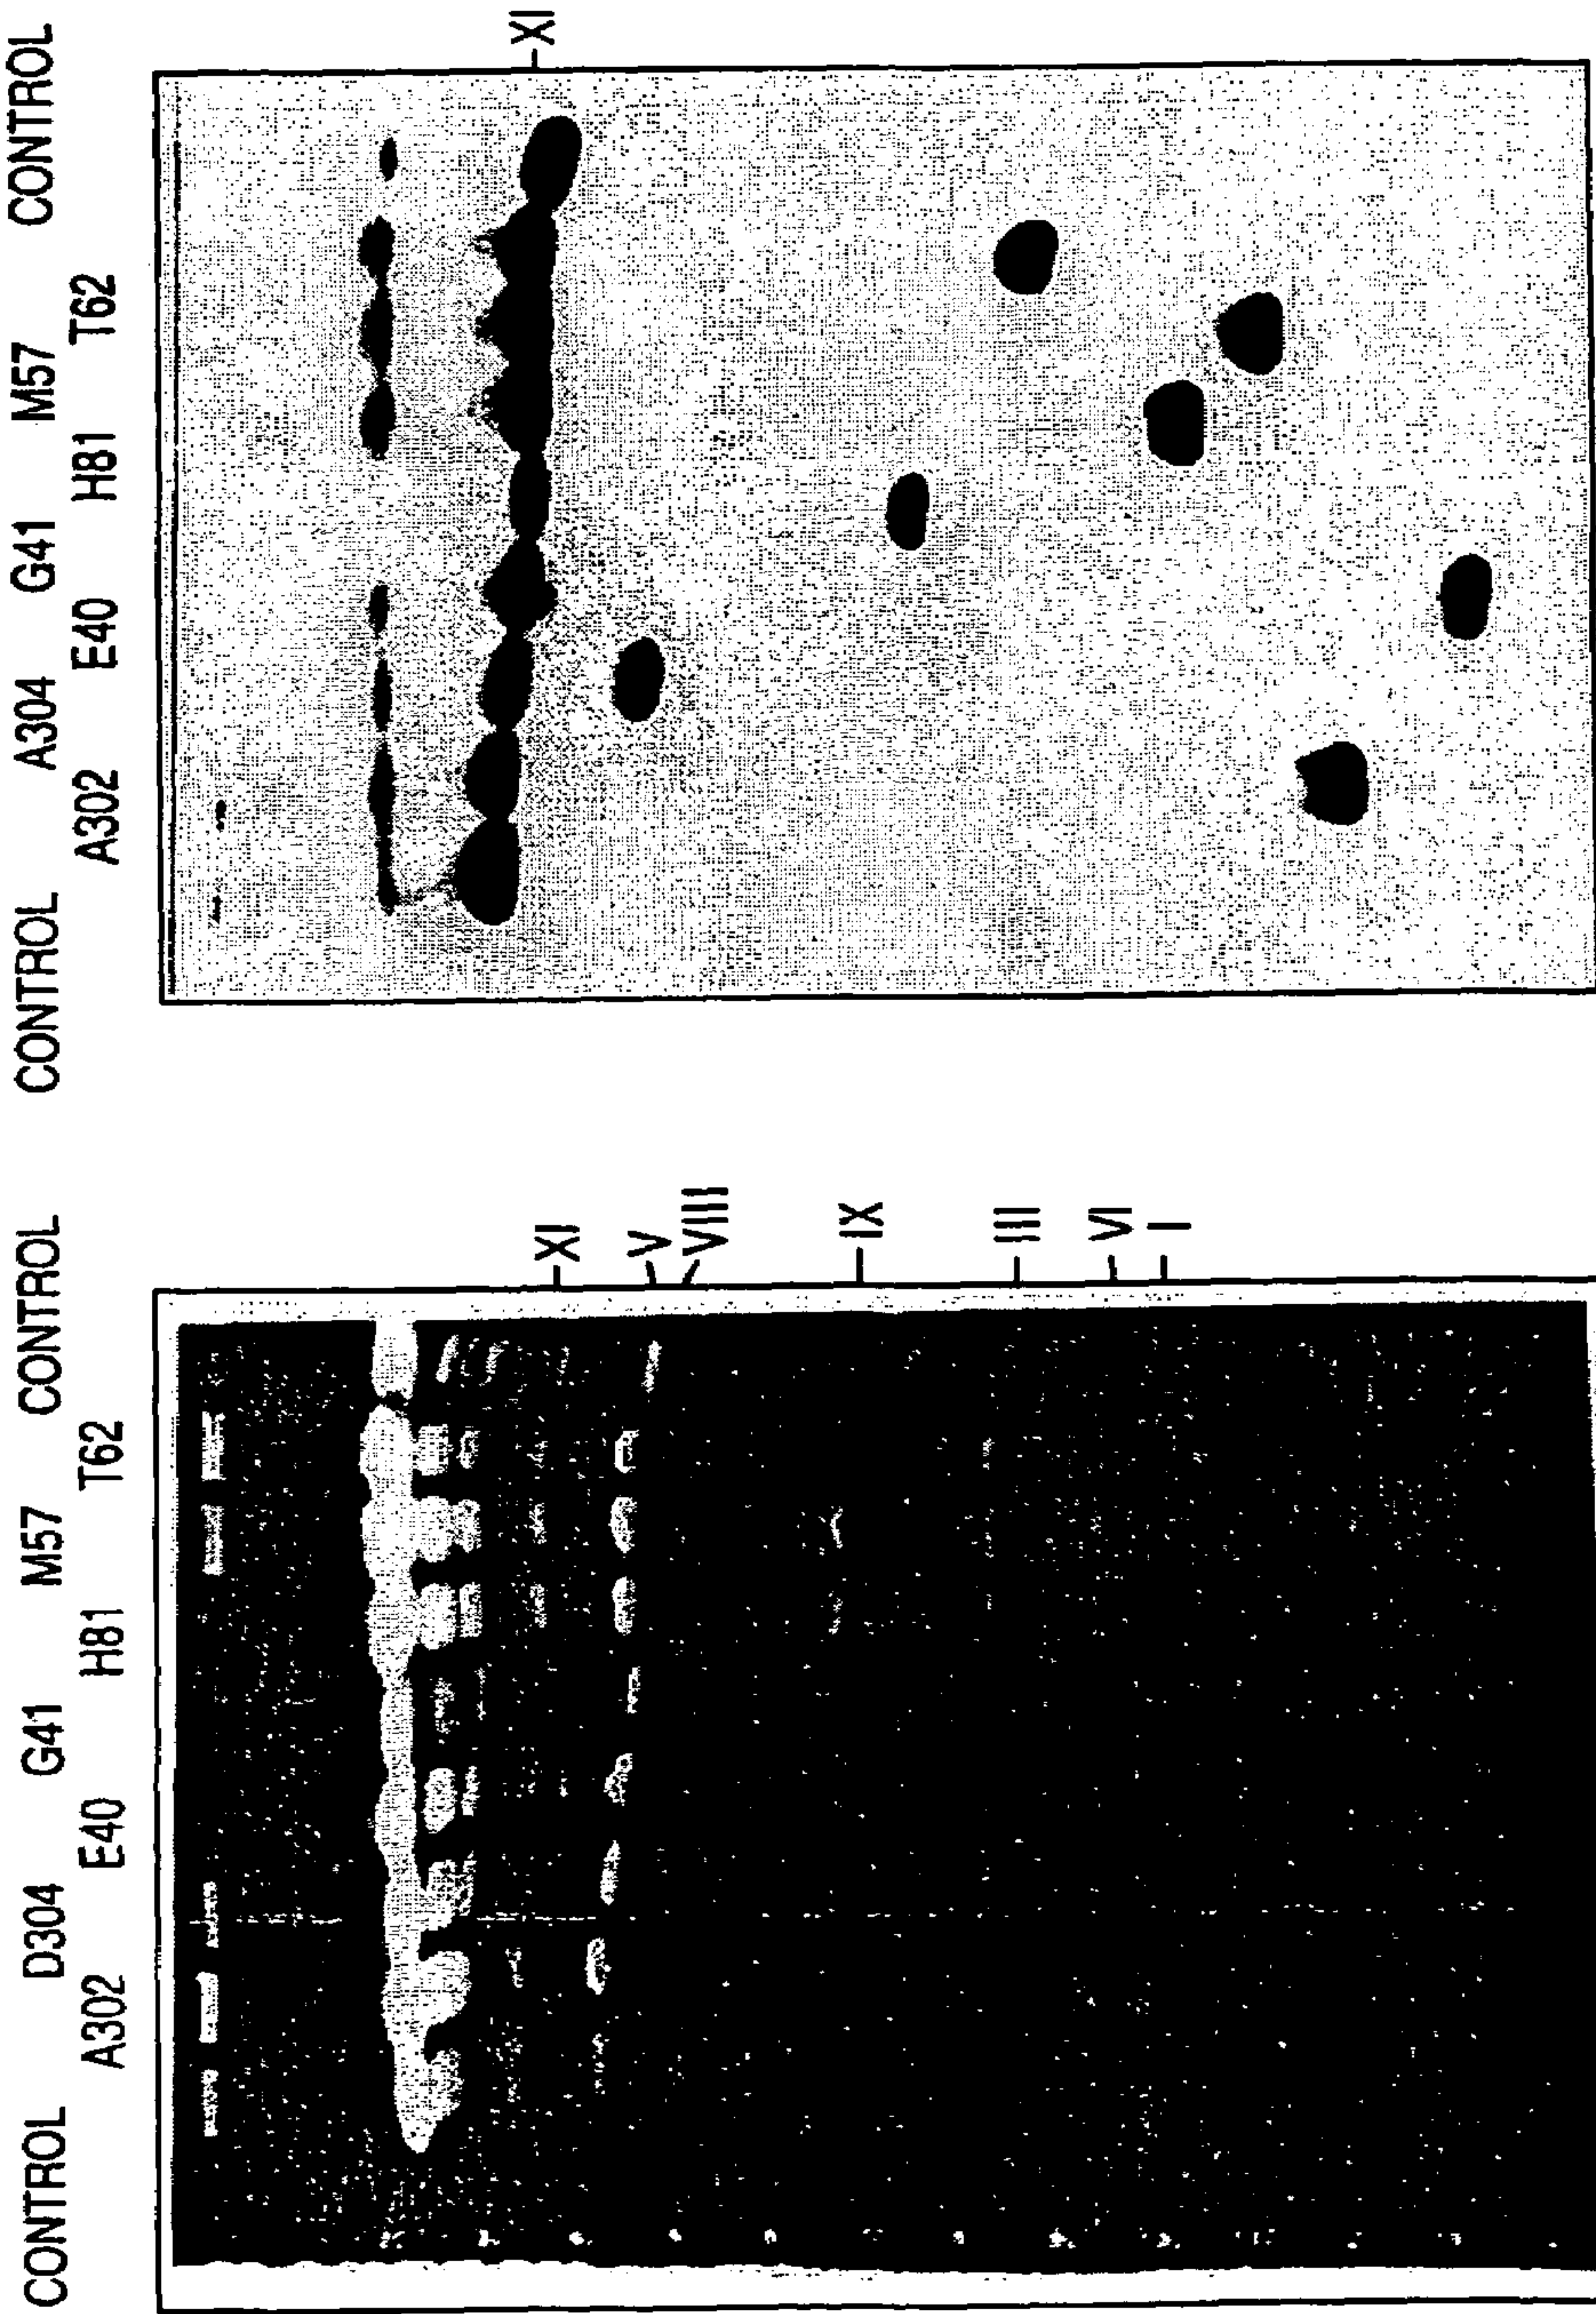 CONTROL D304 G41 M57 CONTROL
A302 E40 H81 T62
XI
V
VIII
IX
III
VI
I
CONTROL A304 G41 M57 CONTROL
A302 E40 H81 T62
XI